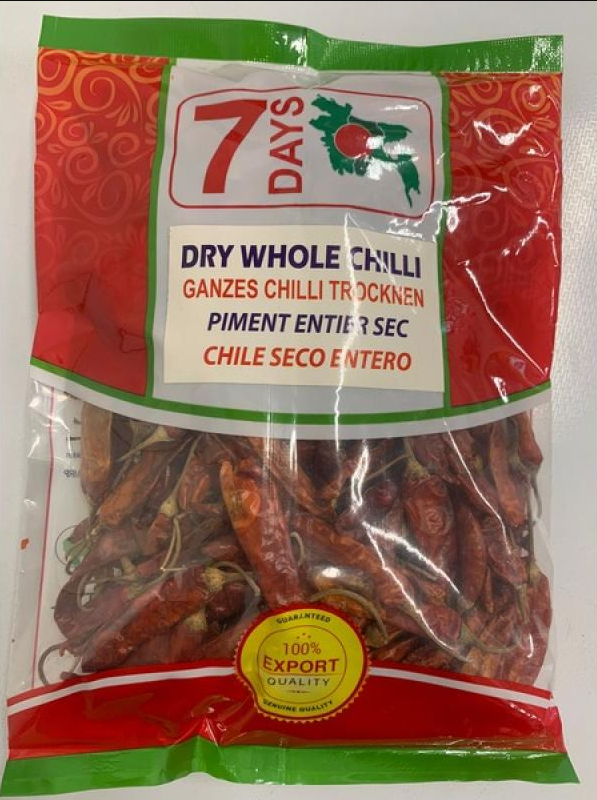 7 DAYS
DRY WHOLE CHILLI
GANZES CHILLI TROCKNEN
PIMENT ENTIER SEC
CHILE SECO ENTERO
GUARANTEED
100%
EXPORT
QUALITY
GENUINE QUALITY